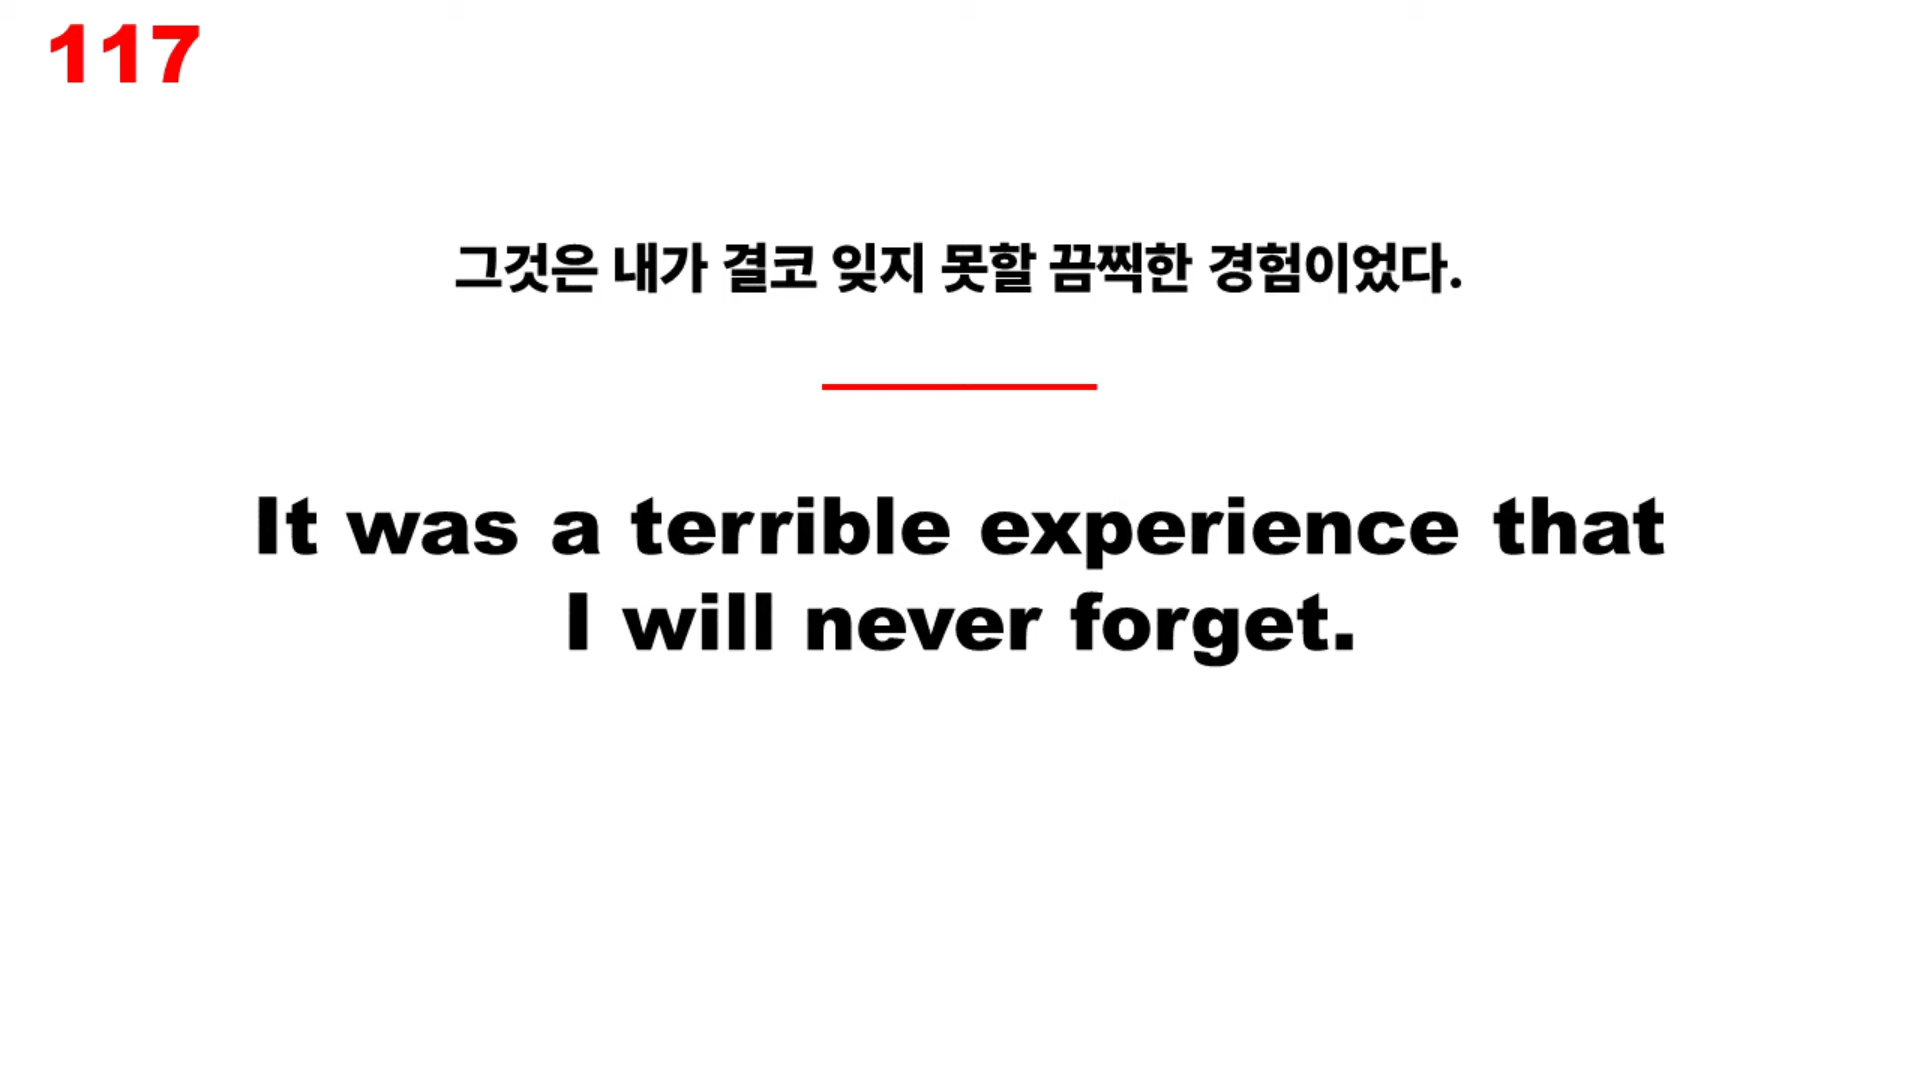 117
그것은 내가 결코 잊지 못할 끔찍한 경험이었다.
It was a terrible experience that
I will never forget.